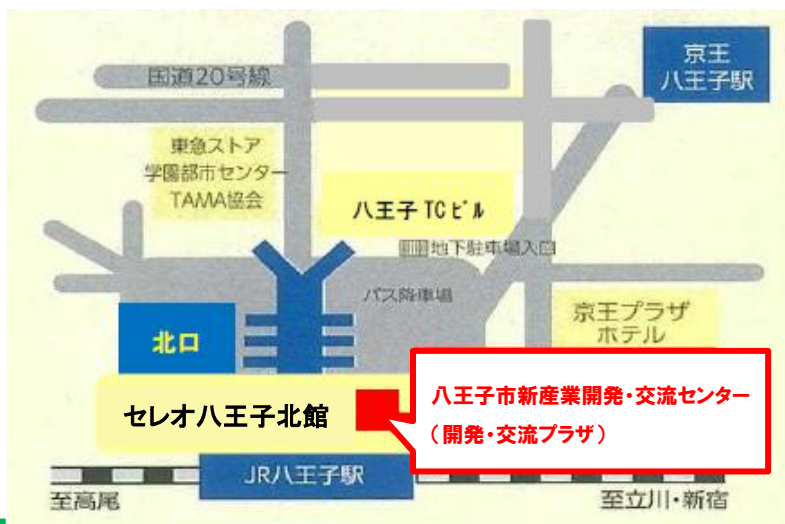 京王
八王子駅
国道20号線
東急ストア
学園都市センター
TAMA協会
八王子TCビル
地下駐車場入口
バス降車場
京王プラザ
ホテル
北口
八王子市新産業開発・交流センター
(開発・交流プラザ)
セレオ八王子北館
JR八王子駅
至高尾
至立川・新宿